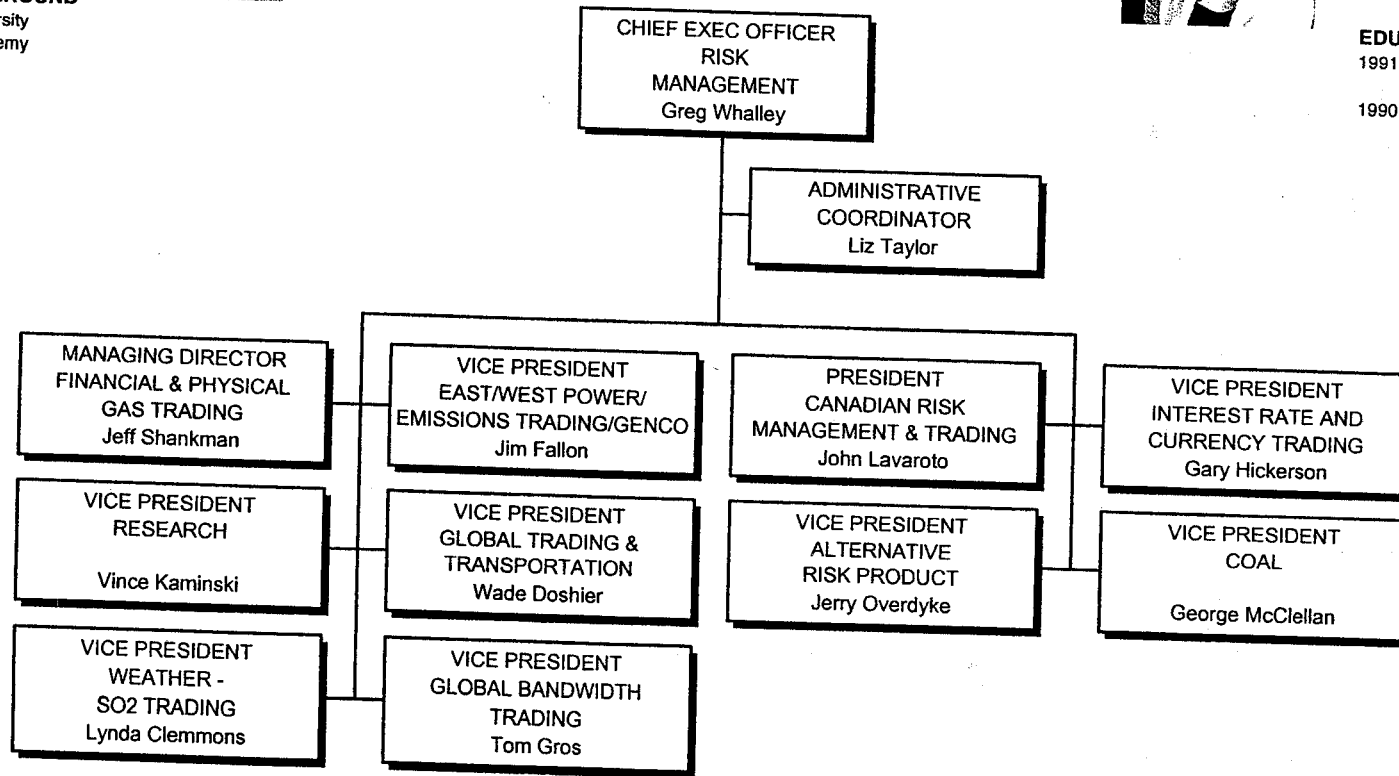 EDU
1991
1990
rsity
emy
CHIEF EXEC OFFICER
RISK
MANAGEMENT
Greg Whalley
ADMINISTRATIVE
COORDINATOR
Liz Taylor
MANAGING DIRECTOR
FINANCIAL & PHYSICAL
GAS TRADING
Jeff Shankman
VICE PRESIDENT
EAST/WEST POWER/
EMISSIONS TRADING/GENCO
Jim Fallon
PRESIDENT
CANADIAN RISK
MANAGEMENT & TRADING
John Lavaroto
VICE PRESIDENT
INTEREST RATE AND
CURRENCY TRADING
Gary Hickerson
VICE PRESIDENT
RESEARCH
Vince Kaminski
VICE PRESIDENT
GLOBAL TRADING &
TRANSPORTATION
Wade Doshier
VICE PRESIDENT
ALTERNATIVE
RISK PRODUCT
Jerry Overdyke
VICE PRESIDENT
COAL
George McClellan
VICE PRESIDENT
WEATHER -
SO2 TRADING
Lynda Clemmons
VICE PRESIDENT
GLOBAL BANDWIDTH
TRADING
Tom Gros